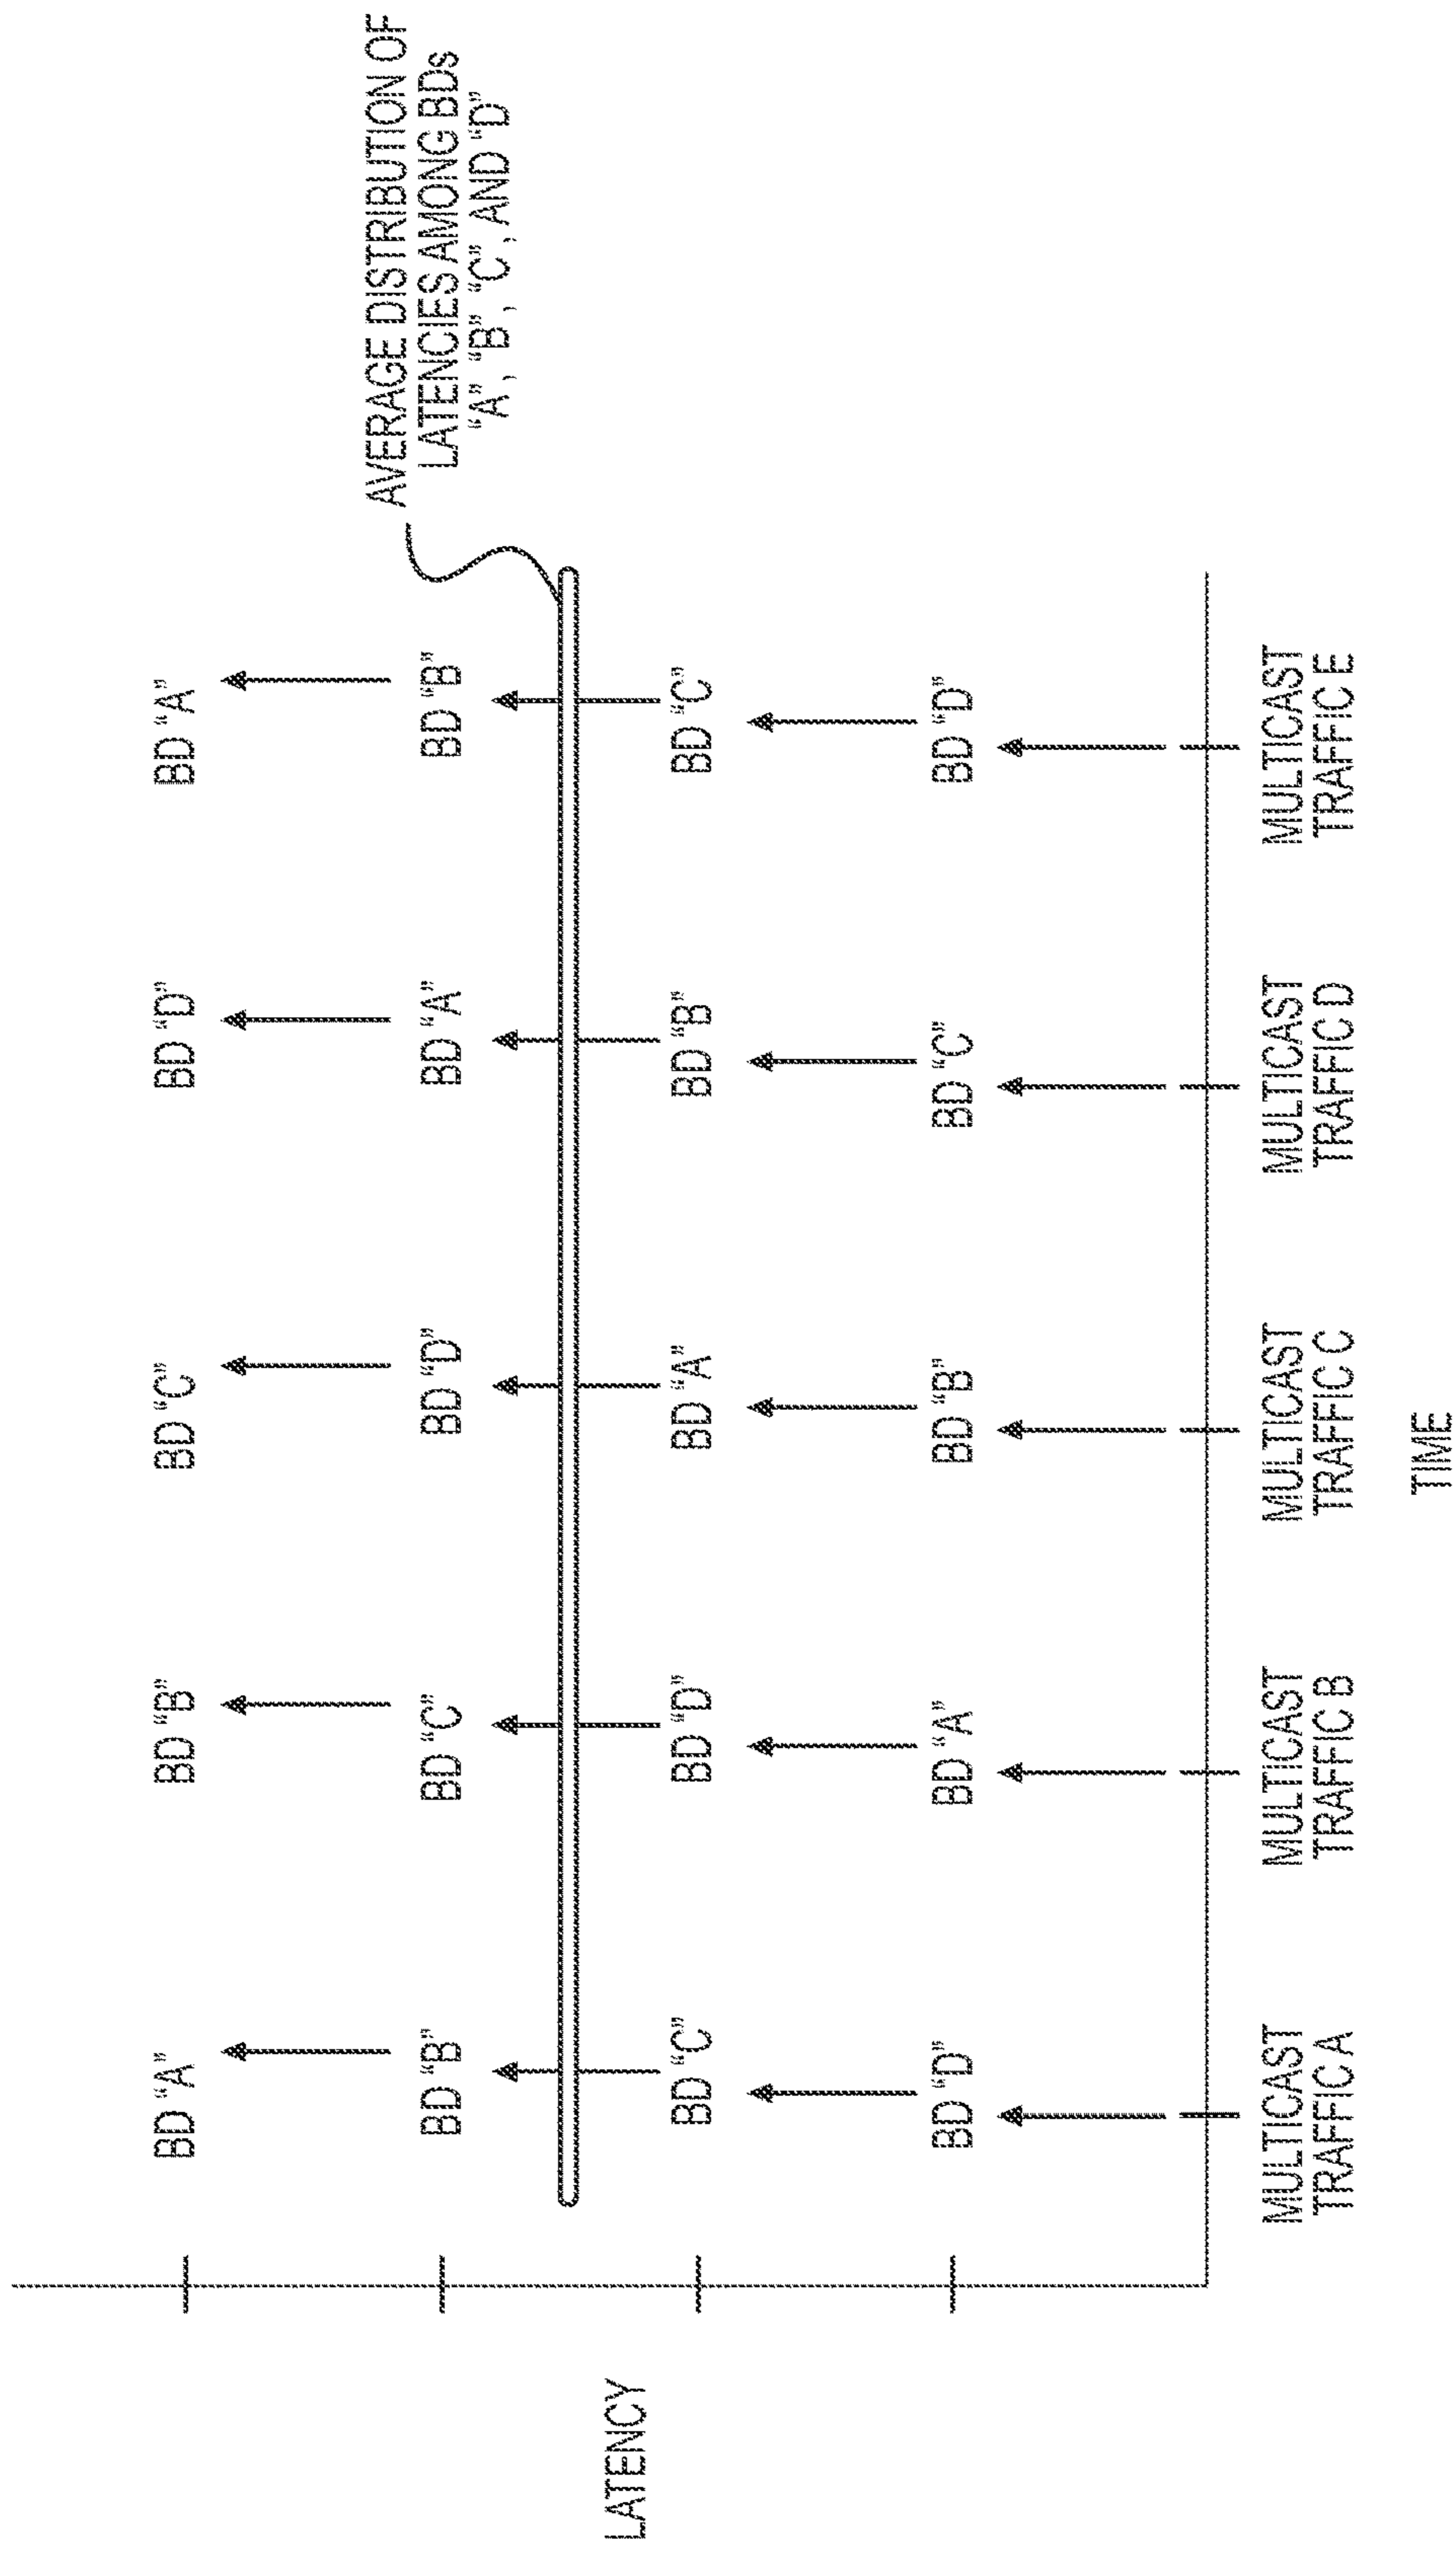 AVERAGE DISTRIBUTION OF
LATENCIES AMONG BDs
“A”, “B”, “C”, AND “D”
BD “A”
BD “B”
BD “C”
BD “D”
BD “A”
BD “B”
BD “C”
BD “D”
BD “A”
BD “B”
BD “C”
BD “D”
BD “A”
BD “B”
BD “C”
BD “D”
BD “A”
BD “B”
BD “C”
BD “D”
LATENCY
MULTICAST
TRAFFIC A
MULTICAST
TRAFFIC B
MULTICAST
TRAFFIC C
MULTICAST
TRAFFIC D
MULTICAST
TRAFFIC E
TIME